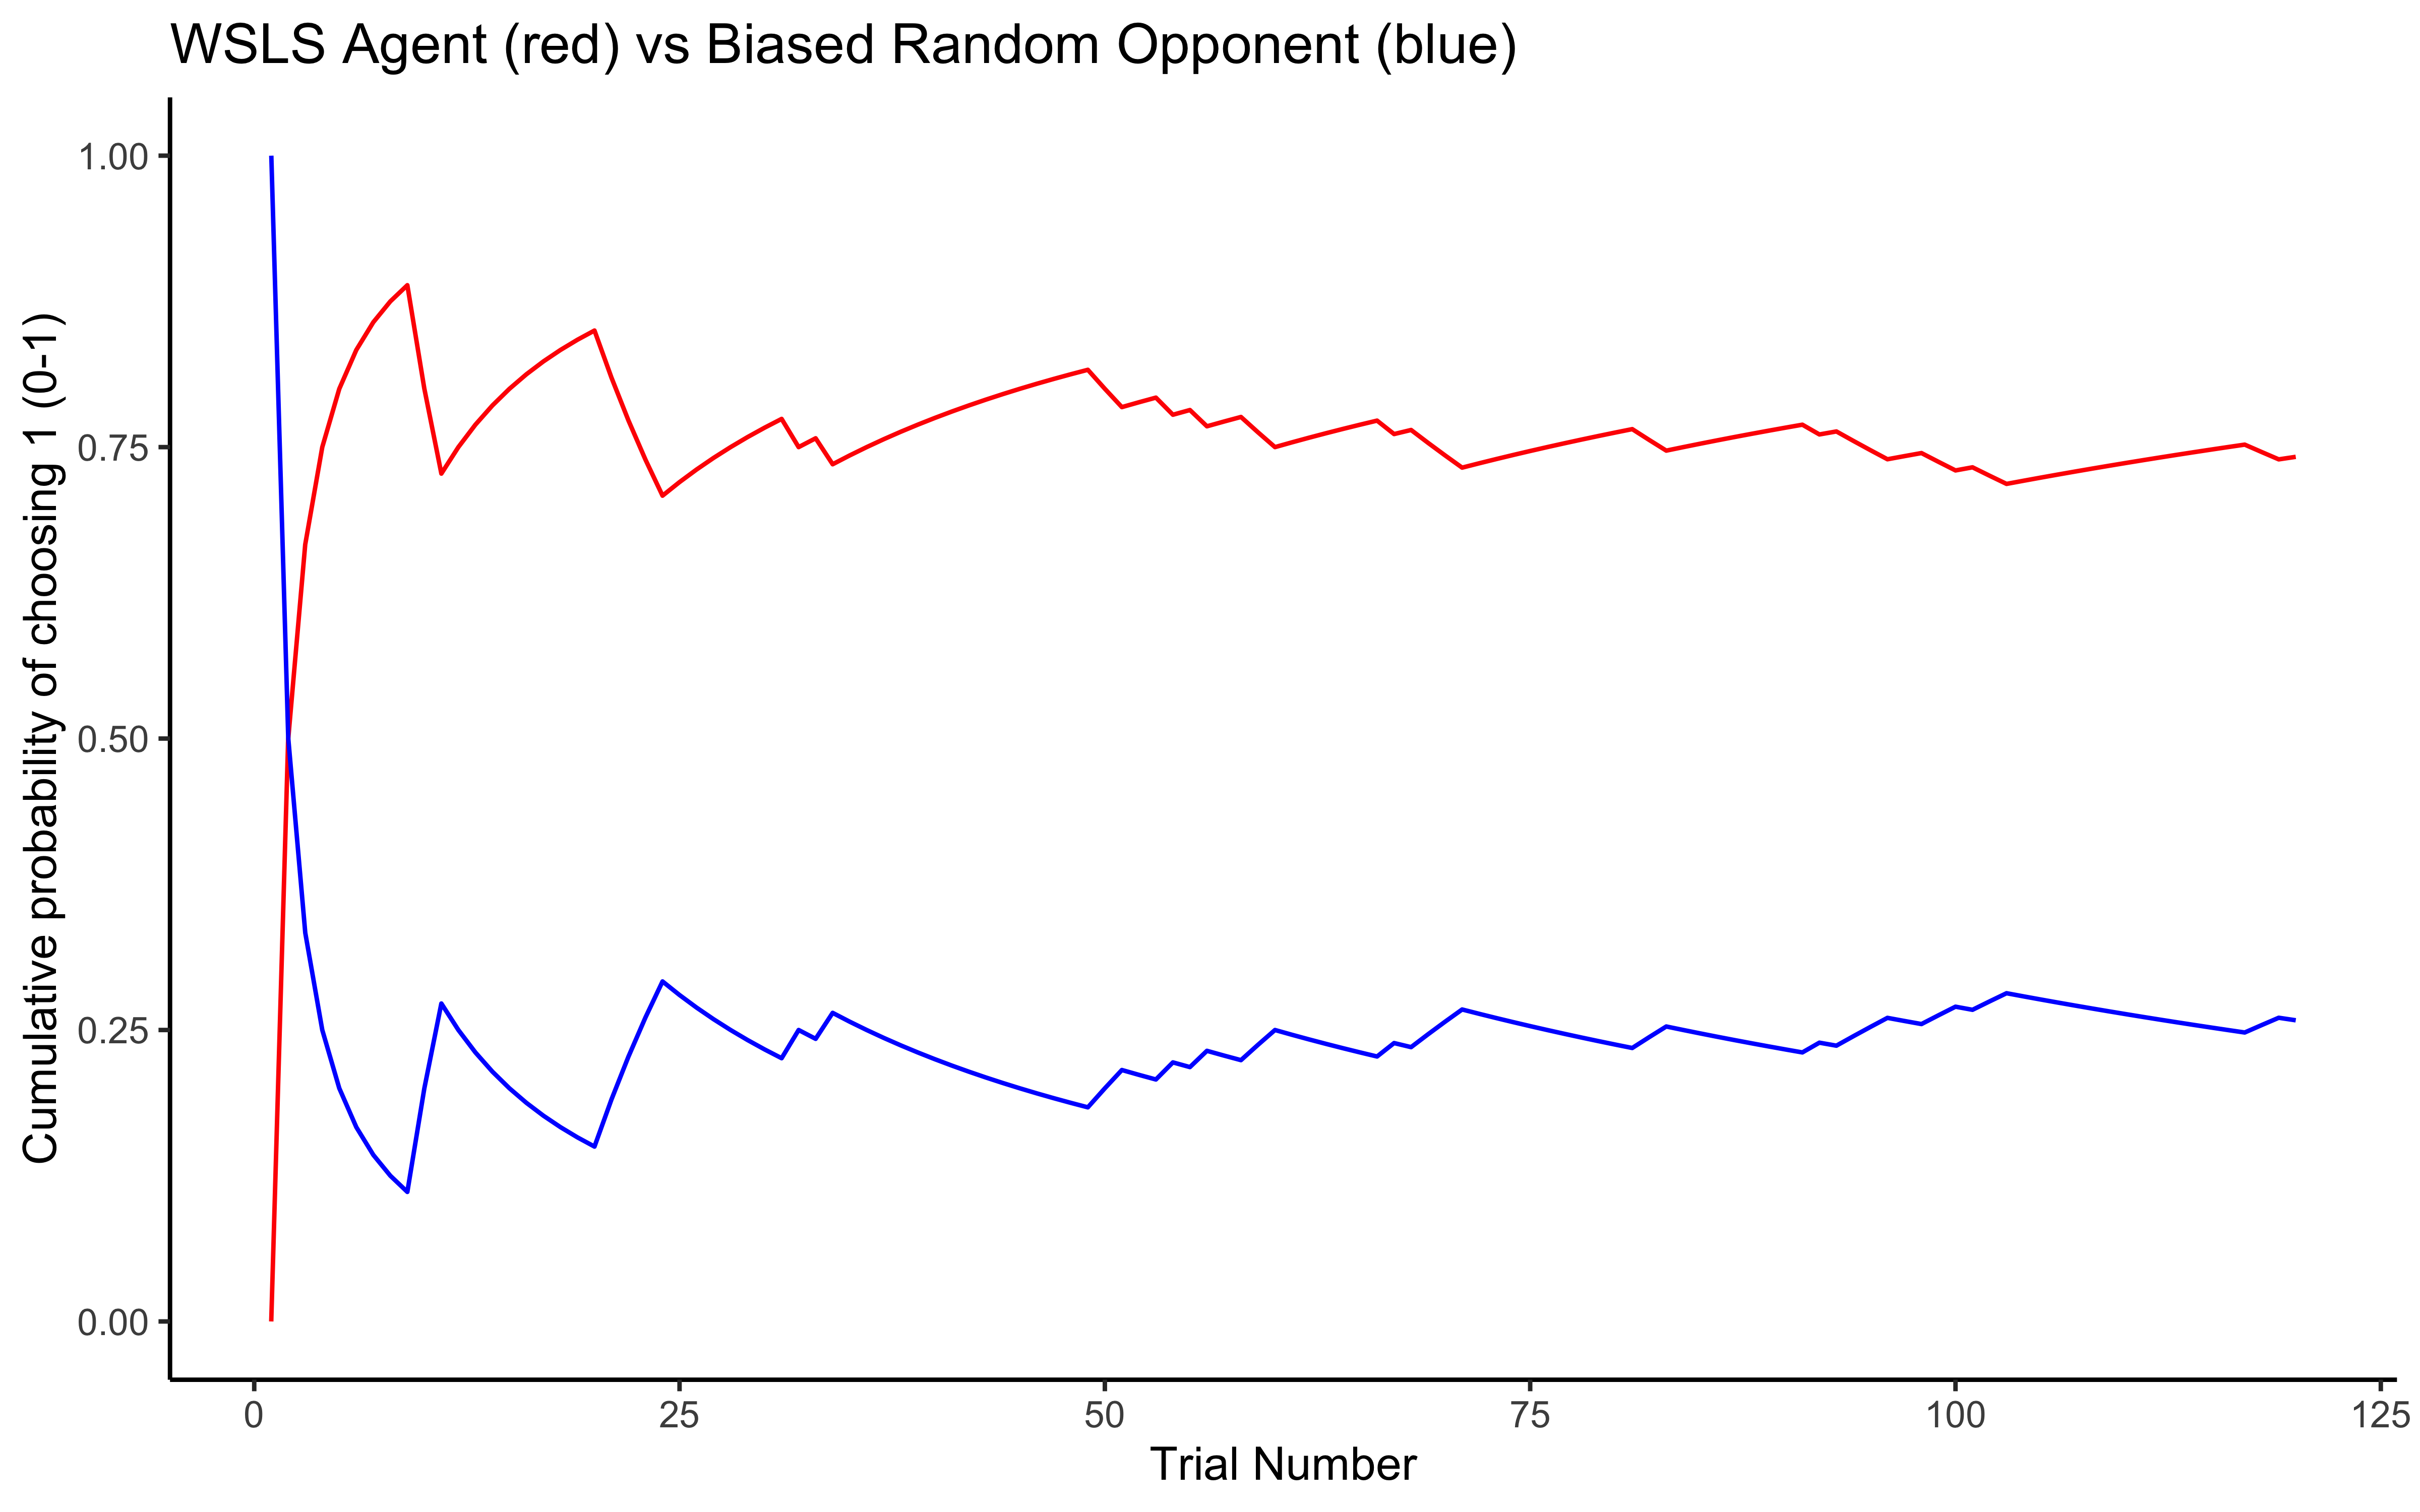 WSLS Agent (red) vs Biased Random Opponent (blue)
Cumulative probability of choosing 1 (0-1)
1.00
0.75
0.50
0.25
0.00
0 25 50 75 100 125
Trial Number